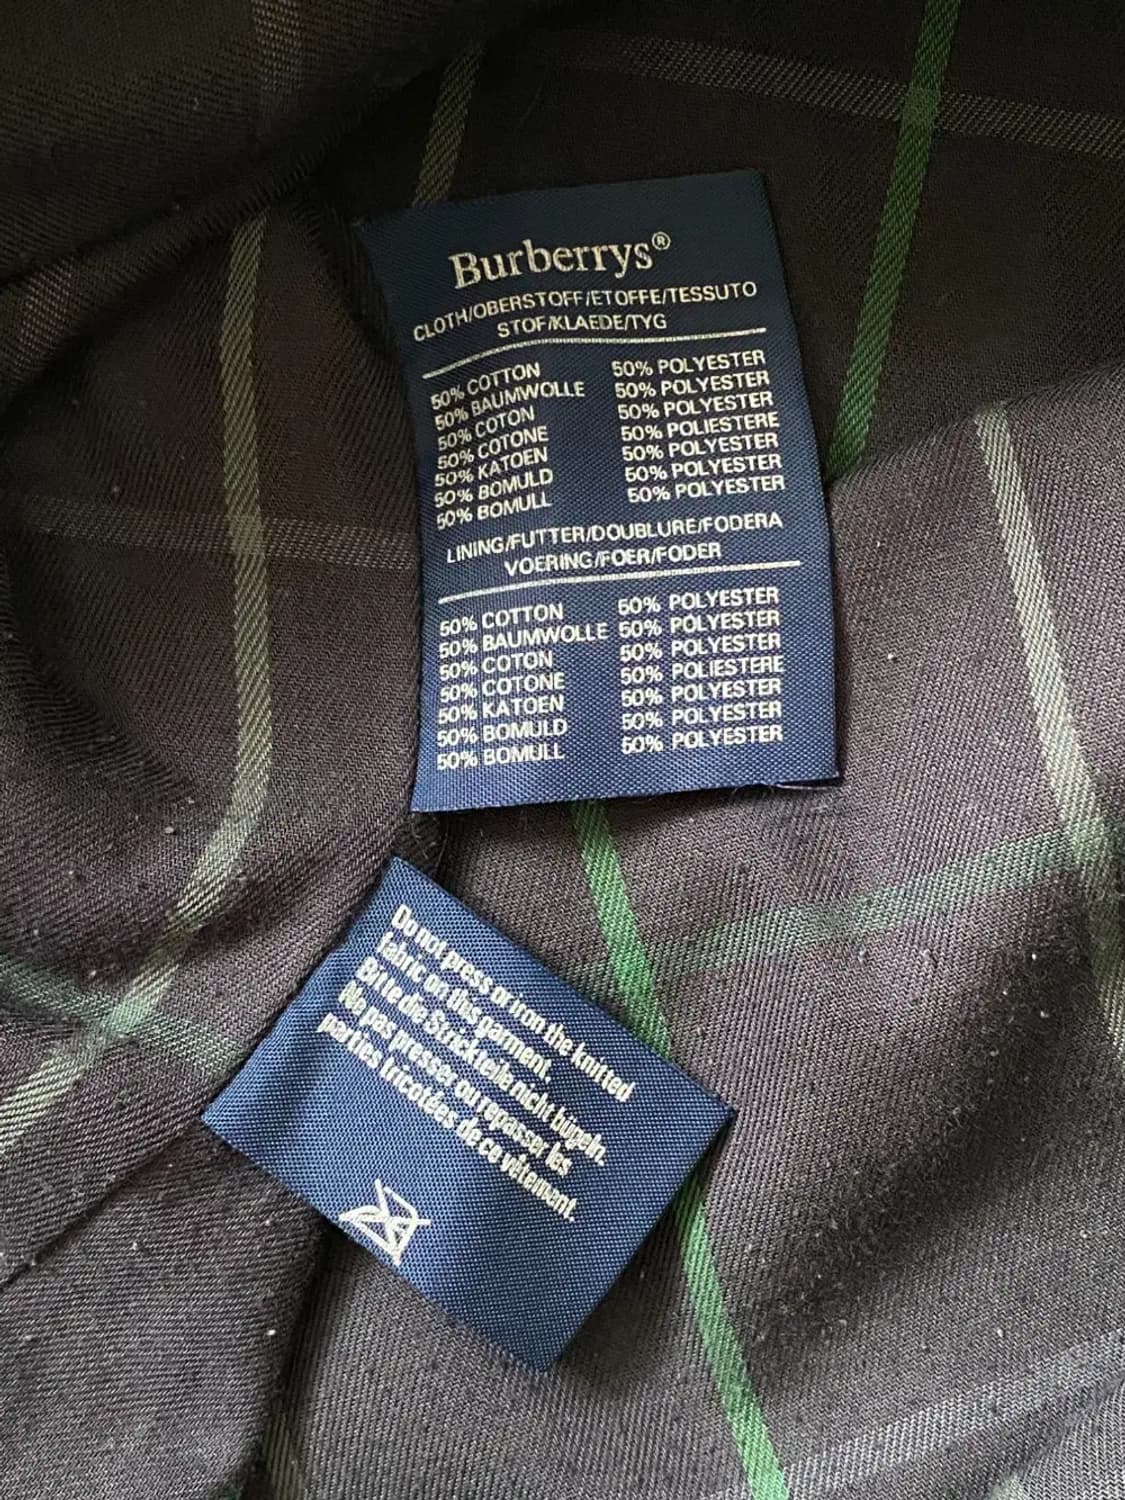 Burberrys®
CLOTH/OBERSTOFF/ETOFFE/TESSUTO
STOF/KLAEDE/TYG
50% COTTON 50% POLYESTER
50% BAUMWOLLE 50% POLYESTER
50% COTON 50% POLYESTER
50% COTONE 50% POLIESTERE
50% KATOEN 50% POLYESTER
50% BOMULD 50% POLYESTER
50% BOMULL 50% POLYESTER
LINING/FUTTER/DOUBLURE/FODERA
VOERING/FOER/FODER
50% COTTON 50% POLYESTER
50% BAUMWOLLE 50% POLYESTER
50% COTON 50% POLYESTER
50% COTONE 50% POLIESTERE
50% KATOEN 50% POLYESTER
50% BOMULD 50% POLYESTER
50% BOMULL 50% POLYESTER
Do not press or iron the knitted
fabric on this garment.
Bitte die Strickteile nicht bügeln.
Ne pas presser ou repasser les
parties tricotées de ce vêtement.